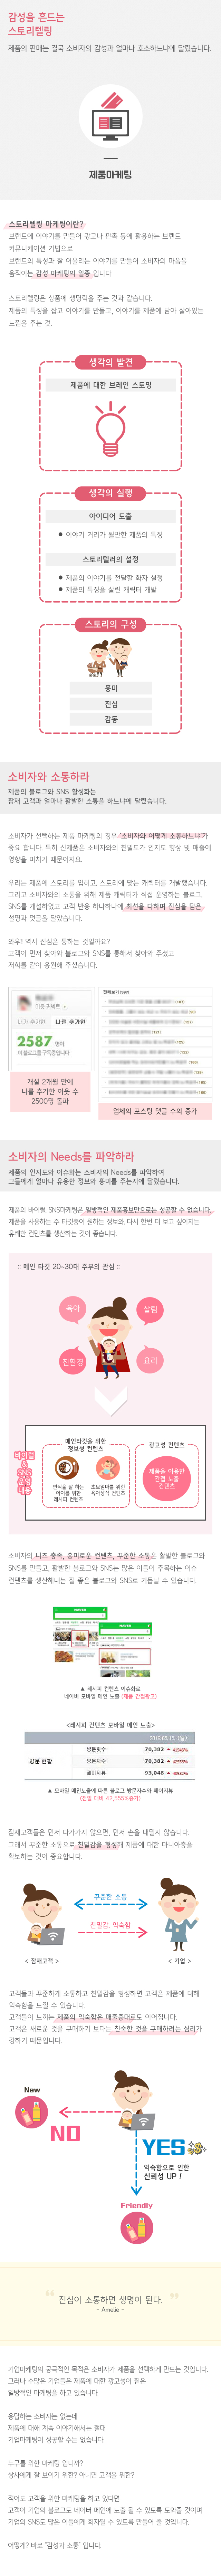 감성을 흔드는
스토리텔링
제품의 판매는 결국 소비자의 감성과 얼마나 호소하느냐에 달렸습니다.
제품마케팅
스토리텔링 마케팅이란?
브랜드에 이야기를 만들어 광고나 판촉 등에 활용하는 브랜드
커뮤니케이션 기법으로
브랜드의 특성과 잘 어울리는 이야기를 만들어 소비자의 마음을
움직이는 감성 마케팅의 일종 입니다
스토리텔링은 상품에 생명력을 주는 것과 같습니다.
제품의 특징을 잡고 이야기를 만들고, 이야기를 제품에 담아 살아있는
느낌을 주는 것.
생각의 발견
제품에 대한 브레인 스토밍
생각의 실행
아이디어 도출
● 이야기 거리가 될만한 제품의 특징
스토리텔러의 설정
● 제품의 이야기를 전달할 화자 설정
● 제품의 특징을 살린 캐릭터 개발
스토리의 구성
흥미
진심
감동
소비자와 소통하라
제품의 블로그와 SNS 활성화는
잠재 고객과 얼마나 활발한 소통을 하느냐에 달렸습니다.
소비자가 선택하는 제품 마케팅의 경우 '소비자와 어떻게 소통하느냐'가
중요 합니다. 특히 신제품은 소비자와의 친밀도가 인지도 향상 및 매출에
영향을 미치기 때문이지요.
우리는 제품에 스토리를 입히고, 스토리에 맞는 캐릭터를 개발했습니다.
그리고 소비자와의 소통을 위해 제품 캐릭터가 직접 운영하는 블로그,
SNS를 개설하였고 고객 반응 하나하나에 최선을 다하여 진심을 담은
설명과 댓글을 달았습니다.
와우!! 역시 진심은 통하는 것일까요?
고객이 먼저 찾아와 블로그와 SNS를 통해서 찾아와 주셨고
저희를 같이 응원해 주셨습니다.
이웃 커넥트
내가 추가한 나를 추가한
2587 명이
이 블로그를 구독중입니다
개설 2개월 만에
나를 추가한 이웃 수
2500명 돌파
업체의 포스팅 댓글 수의 증가
소비자의 Needs를 파악하라
제품의 인지도와 이슈화는 소비자의 Needs를 파악하여
그들에게 얼마나 유용한 정보와 흥미를 주는지에 달렸습니다.
제품의 바이럴, SNS마케팅은 일방적인 제품홍보만으로는 성공할 수 없습니다.
제품을 사용하는 주 타깃층이 원하는 정보와, 다시 한번 더 보고 싶어지는
유쾌한 컨텐츠를 생산하는 것이 좋습니다.
:: 메인 타깃 20~30대 주부의 관심 ::
육아
살림
친환경
요리
바이럴
&
SNS
운영
내용
메인타깃을 위한
정보성 컨텐츠
편식을 잘 하는
아이를 위한
레시피 컨텐츠
초보엄마를 위한
육아상식 컨텐츠
광고성 컨텐츠
제품을 이용한
간접 노출
컨텐츠
소비자의 니즈 충족, 흥미로운 컨텐츠, 꾸준한 소통은 활발한 블로그와
SNS를 만들고, 활발한 블로그와 SNS는 많은 이들이 주목하는 이슈
컨텐츠를 생산해내는 질 좋은 블로그와 SNS로 거듭날 수 있습니다.
▲ 레시피 컨텐츠 이슈화로
네이버 모바일 메인 노출 (제품 간접광고)
<레시피 컨텐츠 모바일 메인 노출>
2016.05.15. (일)
방문 현황
방문횟수 70,382
방문자수 70,382
페이지뷰 93,048
▲ 모바일 메인노출에 따른 블로그 방문자수와 페이지뷰
(전일 대비 42,555%증가)
잠재고객들은 먼저 다가가지 않으면, 먼저 손을 내밀지 않습니다.
그래서 꾸준한 소통으로 친밀감을 형성해 제품에 대한 마니아층을
확보하는 것이 중요합니다.
꾸준한 소통
친밀감, 익숙함
< 잠재고객 >
< 기업 >
고객들과 꾸준하게 소통하고 친밀감을 형성하면 고객은 제품에 대해
익숙함을 느낄 수 있습니다.
고객들이 느끼는 제품의 익숙함은 매출증대로도 이어집니다.
고객은 새로운 것을 구매하기 보다는 친숙한 것을 구매하려는 심리가
강하기 때문입니다.
New
NO
YES
익숙함으로 인한
신뢰성 UP !
Friendly
“ 진심이 소통하면 생명이 된다. ”
- Amelie -
기업마케팅의 궁극적인 목적은 소비자가 제품을 선택하게 만드는 것입니다.
그러나 수많은 기업들은 제품에 대한 광고성이 짙은
일방적인 마케팅을 하고 있습니다.
응답하는 소비자는 없는데
제품에 대해 계속 이야기해서는 절대
기업마케팅이 성공할 수는 없습니다.
누구를 위한 마케팅 입니까?
상사에게 잘 보이기 위한? 아니면 고객을 위한?
적어도 고객을 위한 마케팅을 하고 있다면
고객이 기업의 블로그도 네이버 메인에 노출 될 수 있도록 도와줄 것이며
기업의 SNS도 많은 이들에게 회자될 수 있도록 만들어 줄 것입니다.
어떻게? 바로 "감성과 소통" 입니다.